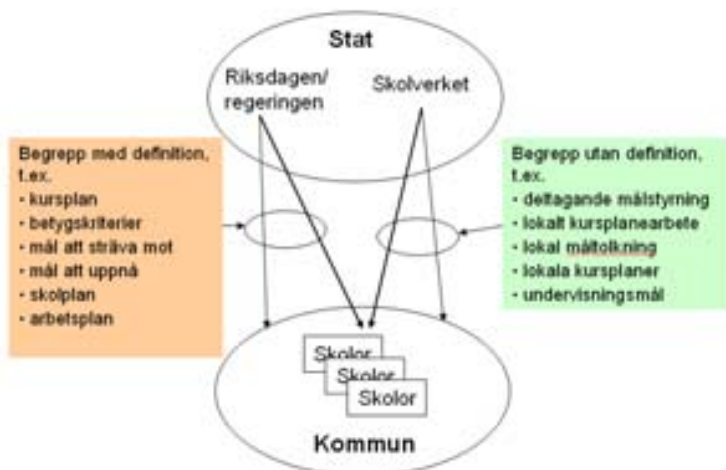 Stat
Riksdagen/
regeringen
Skolverket
Begrepp med definition,
t.ex.
• kursplan
• betygskriterier
• mål att sträva mot
• mål att uppnå
• skolplan
• arbetsplan
Begrepp utan definition,
t.ex.
• deltagande målstyrning
• lokalt kursplanearbete
• lokal måltolkning
• lokala kursplaner
• undervisningsmål
Skolor
Skolor
Skolor
Kommun